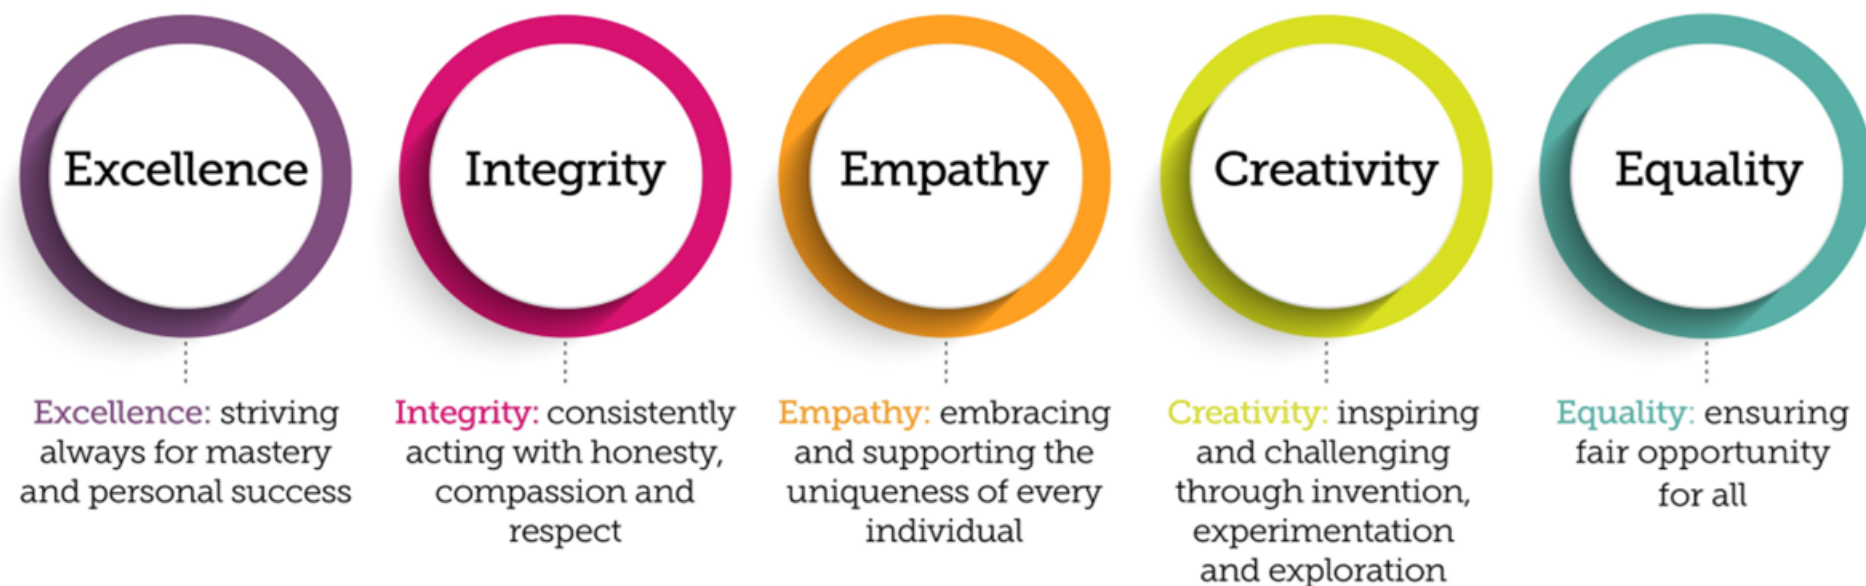 Excellence
Integrity
Empathy
Creativity
Equality
Excellence: striving
always for mastery
and personal success
Integrity: consistently
acting with honesty,
compassion and
respect
Empathy: embracing
and supporting the
uniqueness of every
individual
Creativity: inspiring
and challenging
through invention,
experimentation
and exploration
Equality: ensuring
fair opportunity
for all